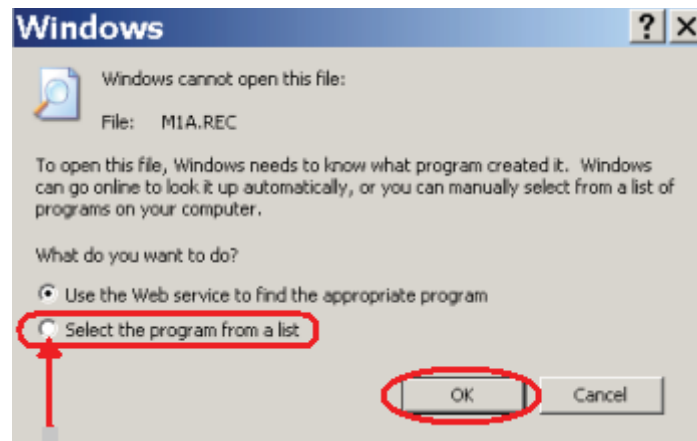 Windows
Windows cannot open this file:
File: M1A.REC
To open this file, Windows needs to know what program created it. Windows
can go online to look it up automatically, or you can manually select from a list of
programs on your computer.
What do you want to do?
Use the Web service to find the appropriate program
Select the program from a list
OK Cancel